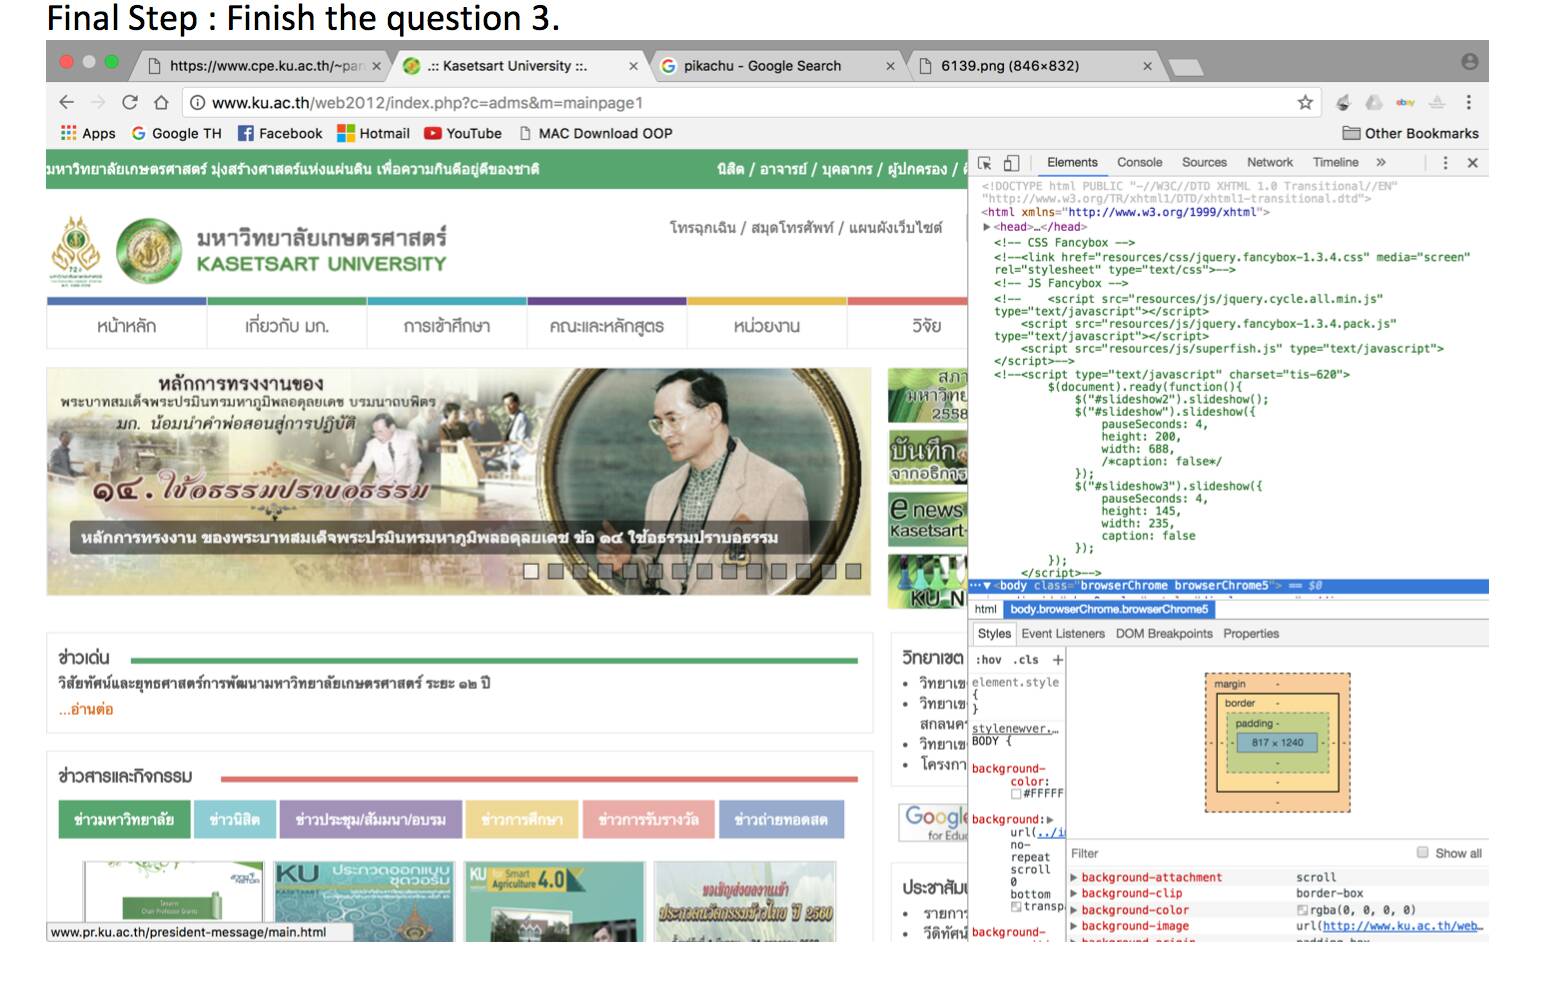 Final Step : Finish the question 3.
https://www.cpe.ku.ac.th/~pan
.:: Kasetsart University ::.
pikachu - Google Search
6139.png (846×832)
www.ku.ac.th/web2012/index.php?c=adms&m=mainpage1
ebay
Apps Google TH Facebook Hotmail YouTube MAC Download OOP Other Bookmarks
มหาวิทยาลัยเกษตรศาสตร์ มุ่งสร้างศาสตร์แห่งแผ่นดิน เพื่อความกินดีอยู่ดีของชาติ
นิสิต / อาจารย์ / บุคลากร / ผู้ปกครอง /
โทรฉุกเฉิน / สมุดโทรศัพท์ / แผนผังเว็บไซต์
มหาวิทยาลัยเกษตรศาสตร์
KASETSART UNIVERSITY
หน้าหลัก เกี่ยวกับ มก. การเข้าศึกษา คณะและหลักสูตร หน่วยงาน วิจัย
หลักการทรงงานของ
พระบาทสมเด็จพระปรมินทรมหาภูมิพลอดุลยเดช บรมนาถบพิตร
มก. น้อมนำคำพ่อสอนสู่การปฏิบัติ
๑๔. ใช้อธรรมปราบอธรรม
หลักการทรงงาน ของพระบาทสมเด็จพระปรมินทรมหาภูมิพลอดุลยเดช ข้อ ๑๔ ใช้อธรรมปราบอธรรม
สภา
มหาวิทย
2558
บันทึก
จากอธิการ
e news
Kasetsart-
KU N
ข่าวเด่น
วิสัยทัศน์และยุทธศาสตร์การพัฒนามหาวิทยาลัยเกษตรศาสตร์ ระยะ ๑๒ ปี
...อ่านต่อ
วิทยาเขต
วิทยาเข
วิทยาเข
สกลนคร
วิทยาเข
โครงกา
ข่าวสารและกิจกรรม
ข่าวมหาวิทยาลัย ข่าวนิสิต ข่าวประชุม/สัมมนา/อบรม ข่าวการศึกษา ข่าวการรับรางวัล ข่าวถ่ายทอดสด
Google
for Edu
KU
ประกวดออกแบบ
ชุดวอร์ม
KU for Smart
Agriculture 4.0
ขอเชิญส่งผลงานเข้า
ประกวดนวัตกรรมข้าวไทย ปี 2560
Chair Professor Grants
ประชาสัม
รายการ
วีดิทัศน์
www.pr.ku.ac.th/president-message/main.html
Elements Console Sources Network Timeline »
<!DOCTYPE html PUBLIC "-//W3C//DTD XHTML 1.0 Transitional//EN"
"http://www.w3.org/TR/xhtml1/DTD/xhtml1-transitional.dtd">
<html xmlns="http://www.w3.org/1999/xhtml">
<head>…</head>
<!-- CSS Fancybox -->
<!--<link href="resources/css/jquery.fancybox-1.3.4.css" media="screen"
rel="stylesheet" type="text/css">-->
<!-- JS Fancybox -->
<!-- <script src="resources/js/jquery.cycle.all.min.js"
type="text/javascript"></script>
<script src="resources/js/jquery.fancybox-1.3.4.pack.js"
type="text/javascript"></script>
<script src="resources/js/superfish.js" type="text/javascript">
</script>-->
<!--<script type="text/javascript" charset="tis-620">
$(document).ready(function(){
$("#slideshow2").slideshow();
$("#slideshow").slideshow({
pauseSeconds: 4,
height: 200,
width: 688,
/*caption: false*/
});
$("#slideshow3").slideshow({
pauseSeconds: 4,
height: 145,
width: 235,
caption: false
});
});
</script>-->
<body class="browserChrome browserChrome5"> == $0
html body.browserChrome.browserChrome5
Styles Event Listeners DOM Breakpoints Properties
:hov .cls +
element.style
{
}
stylenewver.…
BODY {
background-
color:
#FFFFF
background:
url(../i
no-
repeat
scroll
0
bottom
transp
background-
margin -
border -
padding -
817 × 1240
Filter Show all
background-attachment scroll
background-clip border-box
background-color rgba(0, 0, 0, 0)
background-image url(http://www.ku.ac.th/web…
background-origin padding-box